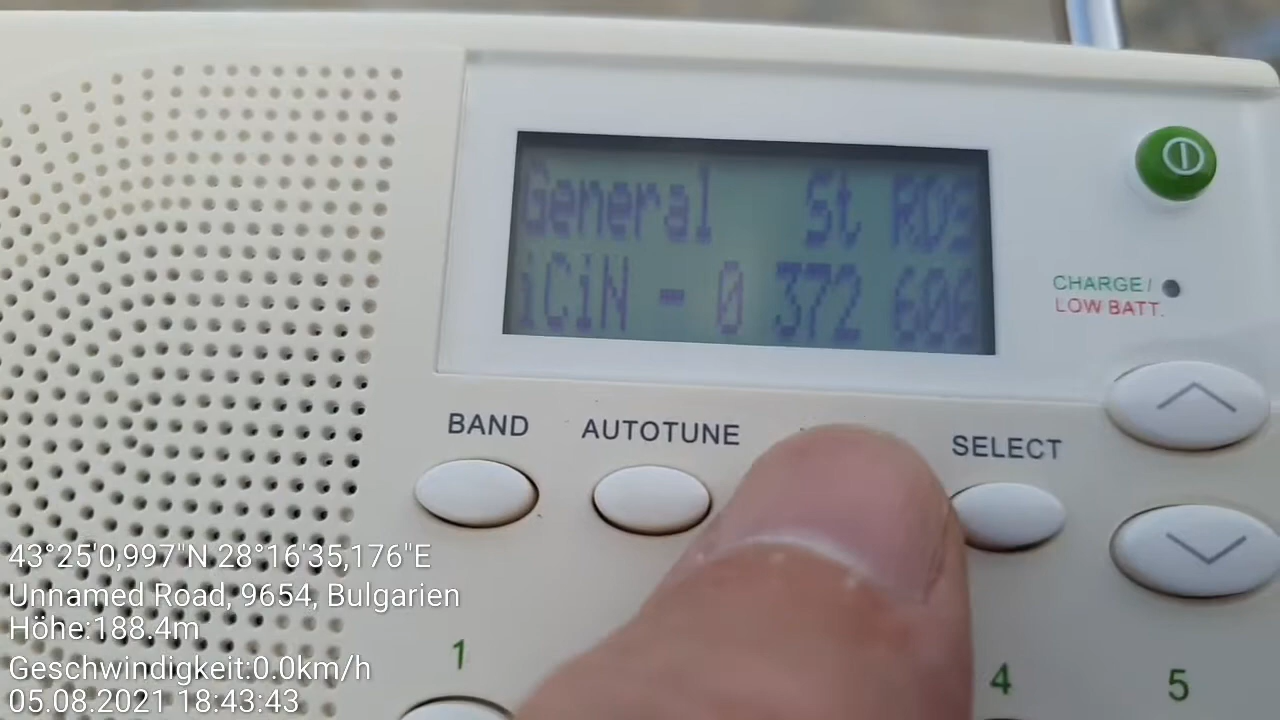 General St RDS
iCiN - 0 372 606
CHARGE/
LOW BATT.
BAND AUTOTUNE SELECT
1 4 5
43°25'0,997"N 28°16'35,176"E
Unnamed Road, 9654, Bulgarien
Höhe:188.4m
Geschwindigkeit:0.0km/h
05.08.2021 18:43:43